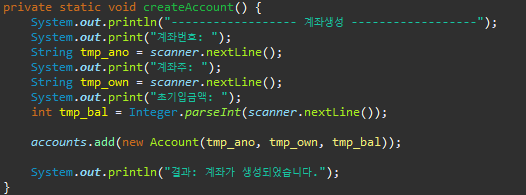 private static void createAccount() {
System.out.println("------------------ 계좌생성 ------------------");
System.out.print("계좌번호: ");
String tmp_ano = scanner.nextLine();
System.out.print("계좌주: ");
String tmp_own = scanner.nextLine();
System.out.print("초기입금액: ");
int tmp_bal = Integer.parseInt(scanner.nextLine());
accounts.add(new Account(tmp_ano, tmp_own, tmp_bal));
System.out.println("결과: 계좌가 생성되었습니다.");
}